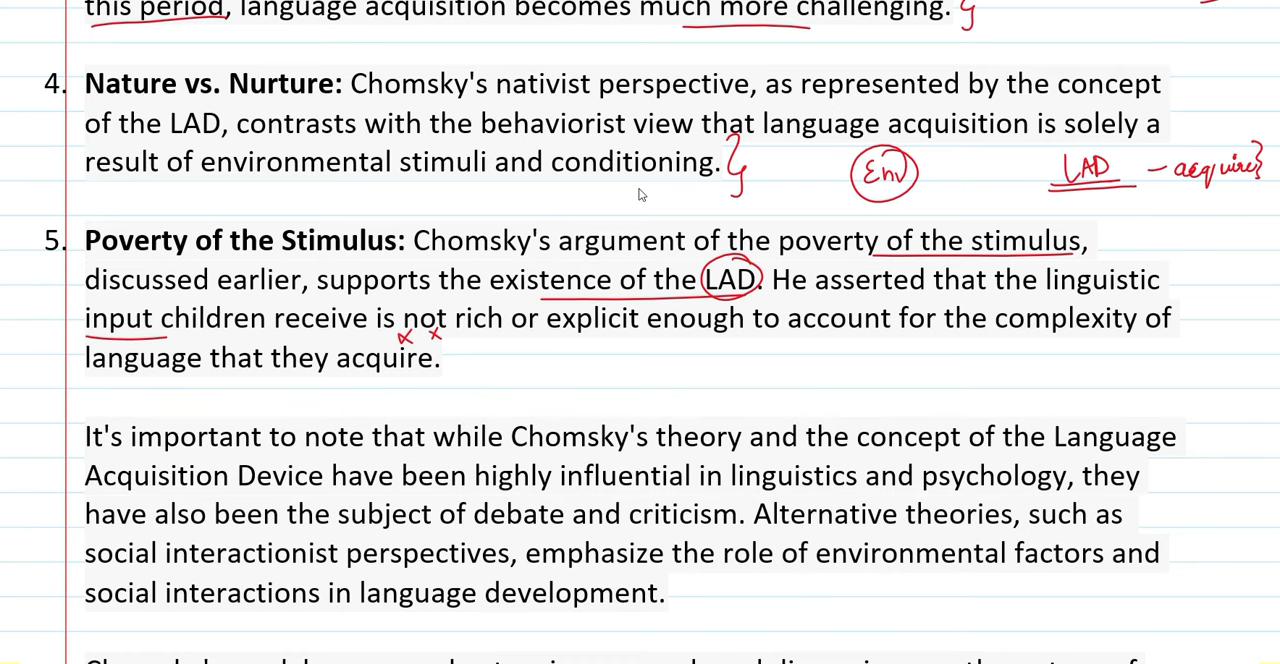 this period, language acquisition becomes much more challenging.
4. Nature vs. Nurture: Chomsky's nativist perspective, as represented by the concept
of the LAD, contrasts with the behaviorist view that language acquisition is solely a
result of environmental stimuli and conditioning.
Env LAD - acquire
5. Poverty of the Stimulus: Chomsky's argument of the poverty of the stimulus,
discussed earlier, supports the existence of the LAD. He asserted that the linguistic
input children receive is not rich or explicit enough to account for the complexity of
language that they acquire.
It's important to note that while Chomsky's theory and the concept of the Language
Acquisition Device have been highly influential in linguistics and psychology, they
have also been the subject of debate and criticism. Alternative theories, such as
social interactionist perspectives, emphasize the role of environmental factors and
social interactions in language development.